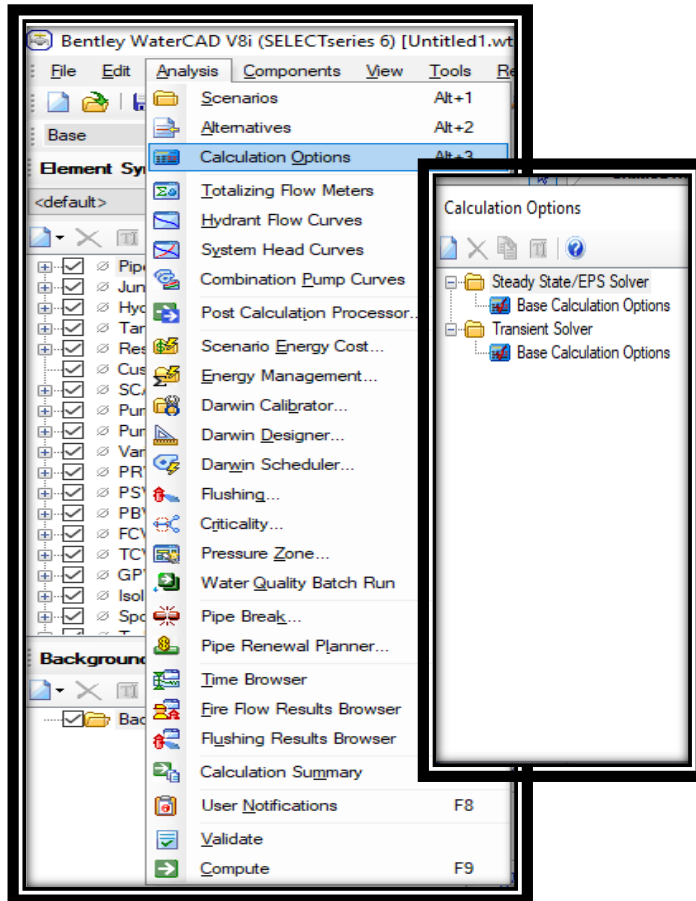 Bentley WaterCAD V8i (SELECTseries 6) [Untitled1.wt
File Edit Analysis Components View Tools Re
Scenarios Alt+1
Base
Alternatives Alt+2
Element Sy
Calculation Options Alt+3
<default>
Totalizing Flow Meters
Hydrant Flow Curves
System Head Curves
Combination Pump Curves
Post Calculation Processor..
Scenario Energy Cost...
Energy Management...
Darwin Calibrator...
Darwin Designer...
Darwin Scheduler...
Flushing...
Criticality...
Pressure Zone...
Water Quality Batch Run
Pipe Break...
Pipe Renewal Planner...
Time Browser
Fire Flow Results Browser
Flushing Results Browser
Calculation Summary
User Notifications F8
Validate
Compute F9
Pip
Jun
Hyd
Tan
Res
Cus
SCA
Pur
Pur
Var
PR
PS
PB
FC
TC
GP
Isol
Spo
Background
Bac
Calculation Options
Steady State/EPS Solver
Base Calculation Options
Transient Solver
Base Calculation Options